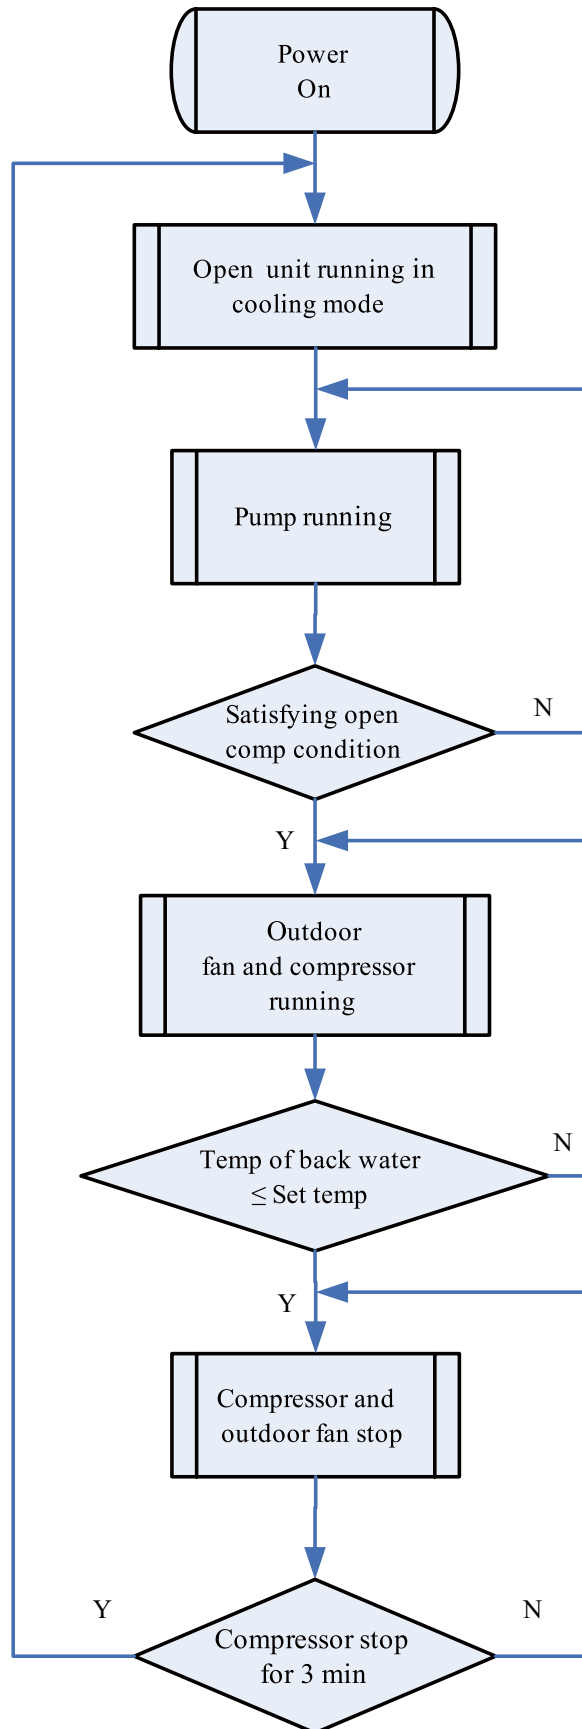 Power
On
Open unit running in
cooling mode
Pump running
Satisfying open
comp condition
N
Y
Outdoor
fan and compressor
running
Temp of back water
≤ Set temp
N
Y
Compressor and
outdoor fan stop
Y
N
Compressor stop
for 3 min